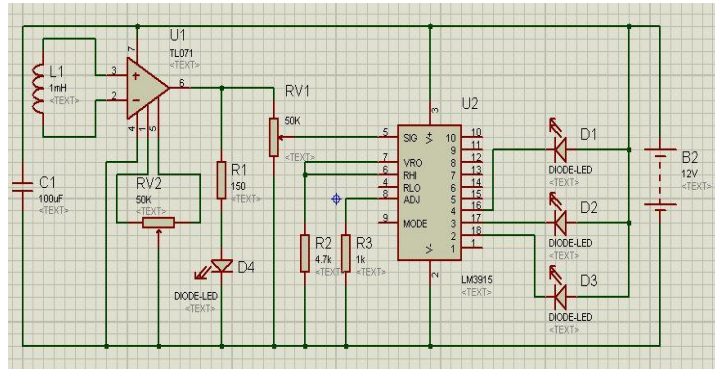 U1
TL071
<TEXT>
7
3
2
6
4
1
5
L1
1mH
<TEXT>
C1
100uF
<TEXT>
RV2
50K
<TEXT>
R1
150
<TEXT>
D4
DIODE-LED
<TEXT>
RV1
50K
<TEXT>
U2
LM3915
<TEXT>
3
V+
5 SIG
7 VRO
6 RHI
4 RLO
8 ADJ
9 MODE
10 10
9 11
8 12
7 13
6 14
5 15
4 16
3 17
2 18
1 1
V-
2
R2
4.7k
<TEXT>
R3
1k
<TEXT>
D1
DIODE-LED
<TEXT>
D2
DIODE-LED
<TEXT>
D3
DIODE-LED
<TEXT>
B2
12V
<TEXT>